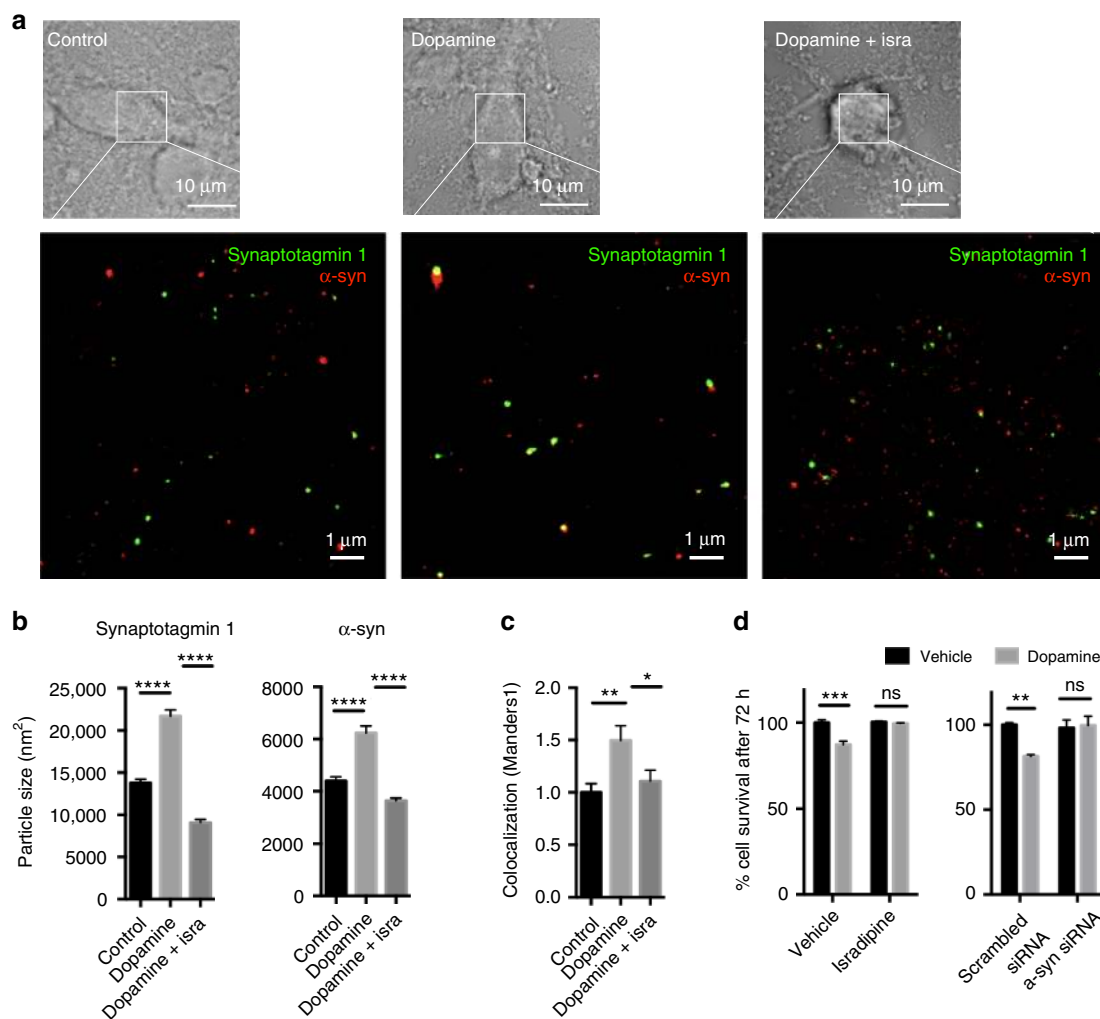 a
Control
10 μm
Dopamine
10 μm
Dopamine + isra
10 μm
Synaptotagmin 1
α-syn
1 μm
Synaptotagmin 1
α-syn
1 μm
Synaptotagmin 1
α-syn
1 μm
b
Synaptotagmin 1
****
****
25,000
20,000
15,000
10,000
5000
0
Particle size (nm²)
Control
Dopamine
Dopamine + isra
α-syn
****
****
8000
6000
4000
2000
0
Control
Dopamine
Dopamine + isra
c
**
*
2.0
1.5
1.0
0.5
0.0
Colocalization (Manders1)
Control
Dopamine
Dopamine + isra
d
Vehicle
Dopamine
***
ns
100
50
0
% cell survival after 72 h
Vehicle
Isradipine
**
ns
100
50
0
Scrambled
siRNA
a-syn siRNA